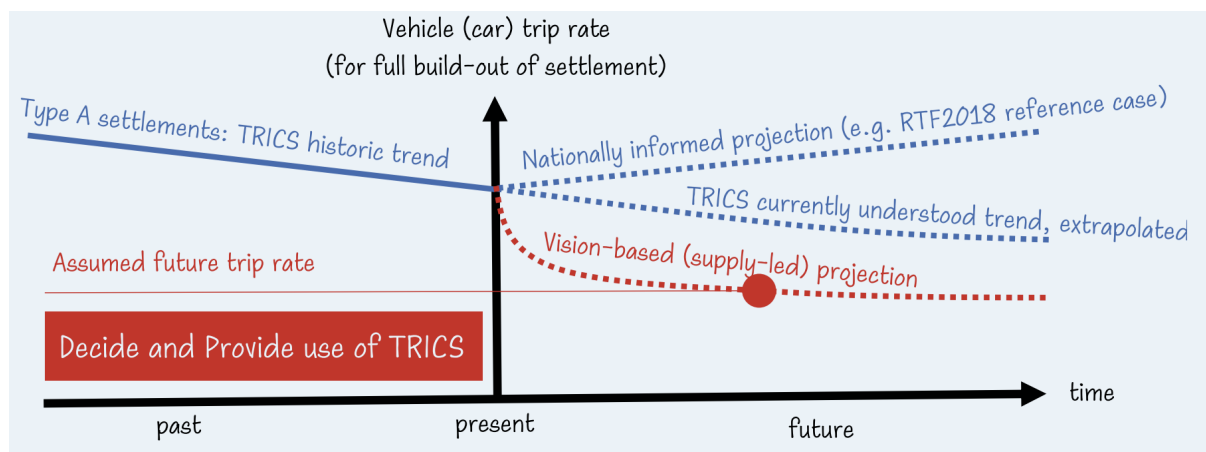 Vehicle (car) trip rate
(for full build-out of settlement)
Type A settlements: TRICS historic trend
Nationally informed projection (e.g. RTF2018 reference case)
TRICS currently understood trend, extrapolated
Vision-based (supply-led) projection
Assumed future trip rate
Decide and Provide use of TRICS
time
past
present
future